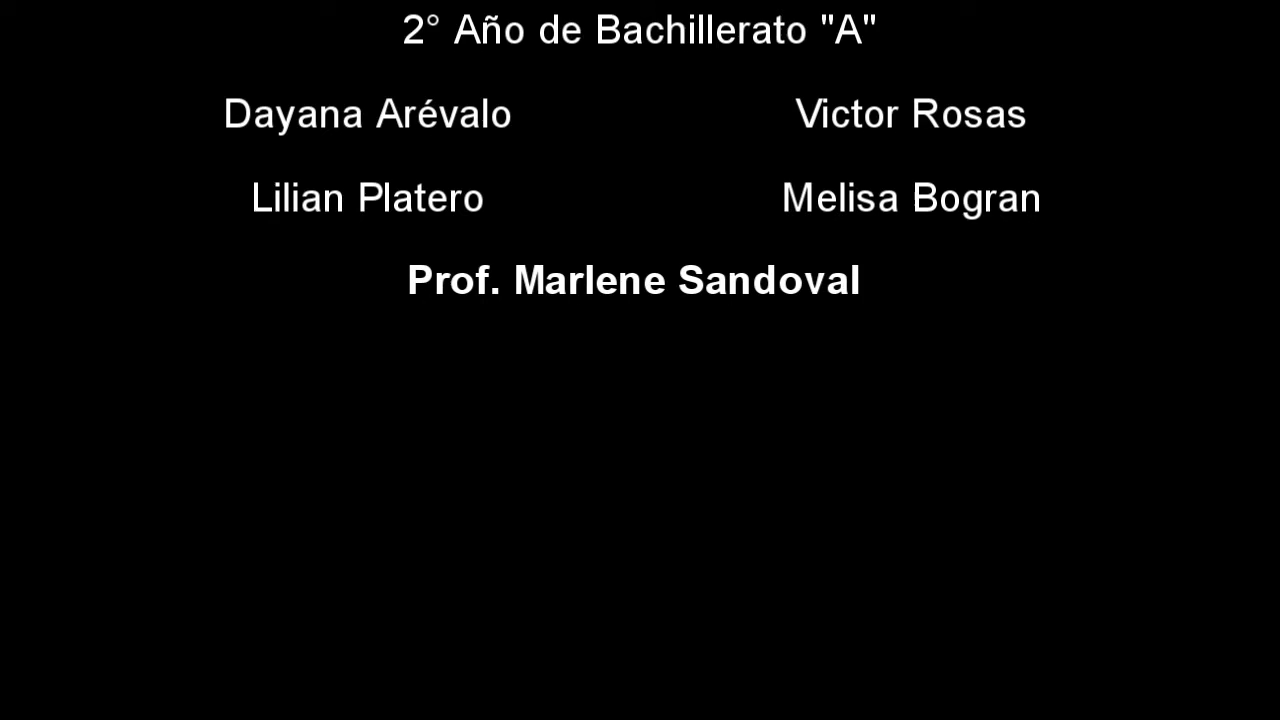 2° Año de Bachillerato "A"
Dayana Arévalo Victor Rosas
Lilian Platero Melisa Bogran
Prof. Marlene Sandoval